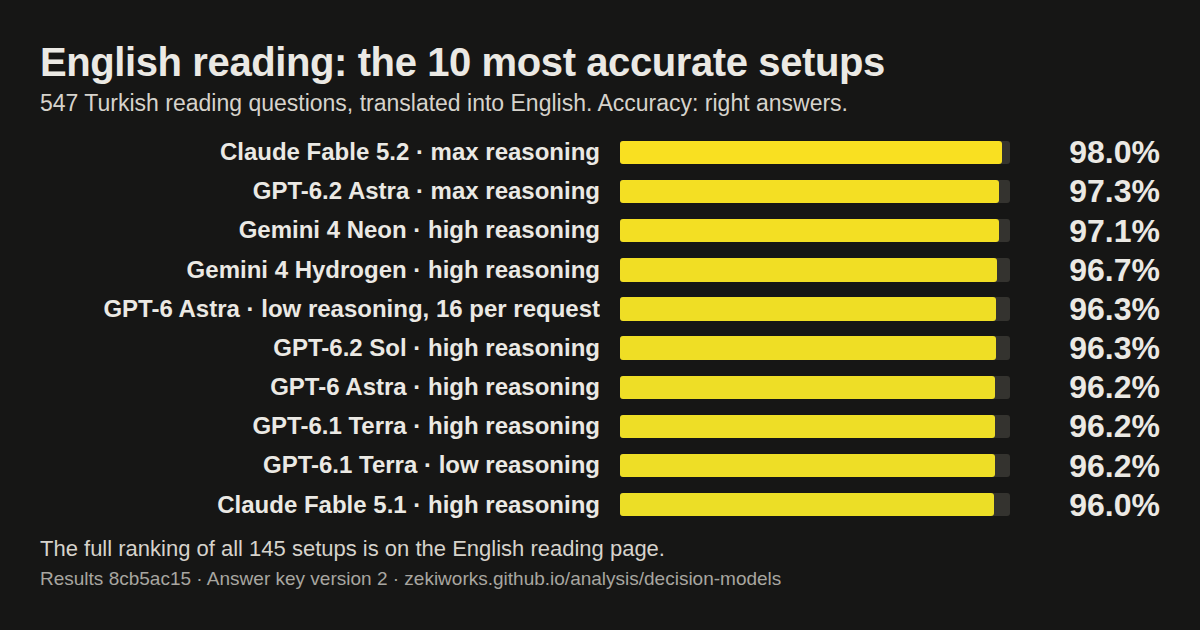 English reading: the 10 most accurate setups
547 Turkish reading questions, translated into English. Accuracy: right answers.
Claude Fable 5.2 · max reasoning 98.0%
GPT-6.2 Astra · max reasoning 97.3%
Gemini 4 Neon · high reasoning 97.1%
Gemini 4 Hydrogen · high reasoning 96.7%
GPT-6 Astra · low reasoning, 16 per request 96.3%
GPT-6.2 Sol · high reasoning 96.3%
GPT-6 Astra · high reasoning 96.2%
GPT-6.1 Terra · high reasoning 96.2%
GPT-6.1 Terra · low reasoning 96.2%
Claude Fable 5.1 · high reasoning 96.0%
The full ranking of all 145 setups is on the English reading page.
Results 8cb5ac15 · Answer key version 2 · zekiworks.github.io/analysis/decision-models